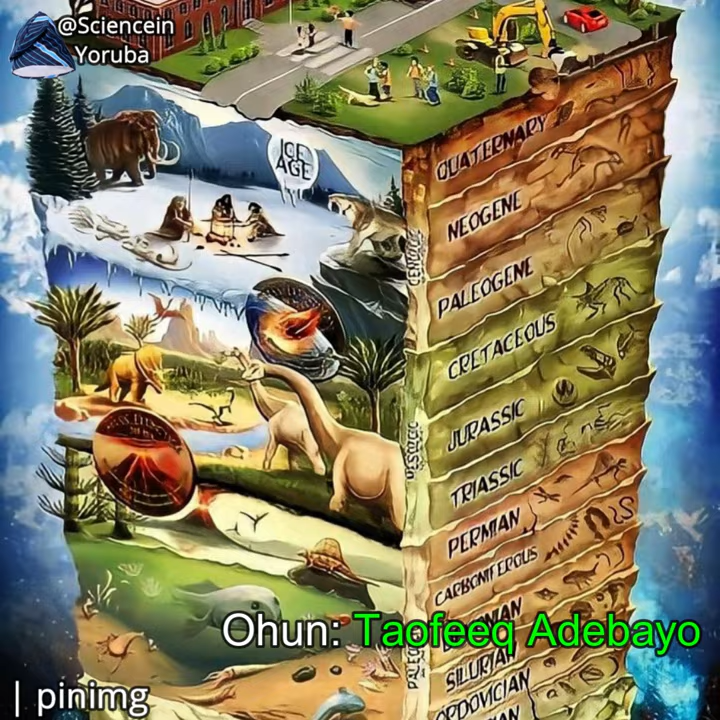 @Sciencein
Yoruba
ICE
AGE
QUATERNARY
NEOGENE
PALEOGENE
CRETACEOUS
JURASSIC
TRIASSIC
PERMIAN
CARBONIFEROUS
SILURIAN
ORDOVICIAN
Ohun: Taofeeq Adebayo
| pinimg